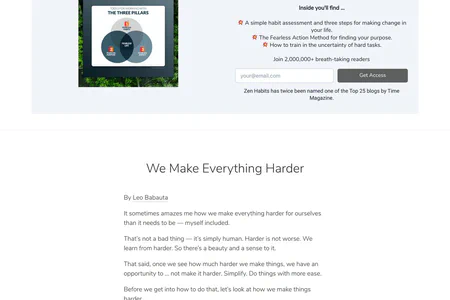 THE THREE PILLARS
Inside you'll find ...
A simple habit assessment and three steps for making change in
your life.
The Fearless Action Method for finding your purpose.
How to train in the uncertainty of hard tasks.
Join 2,000,000+ breath-taking readers
your@email.com
Get Access
Zen Habits has twice been named one of the Top 25 blogs by Time
Magazine.
We Make Everything Harder
By Leo Babauta
It sometimes amazes me how we make everything harder for ourselves
than it needs to be — myself included.
That's not a bad thing — it's simply human. Harder is not worse. We
learn from harder. So there's a beauty and a sense to it.
That said, once we see how much harder we make things, we have an
opportunity to ... not make it harder. Simplify. Do things with more ease.
Before we get into how to do that, let's look at how we make things
harder